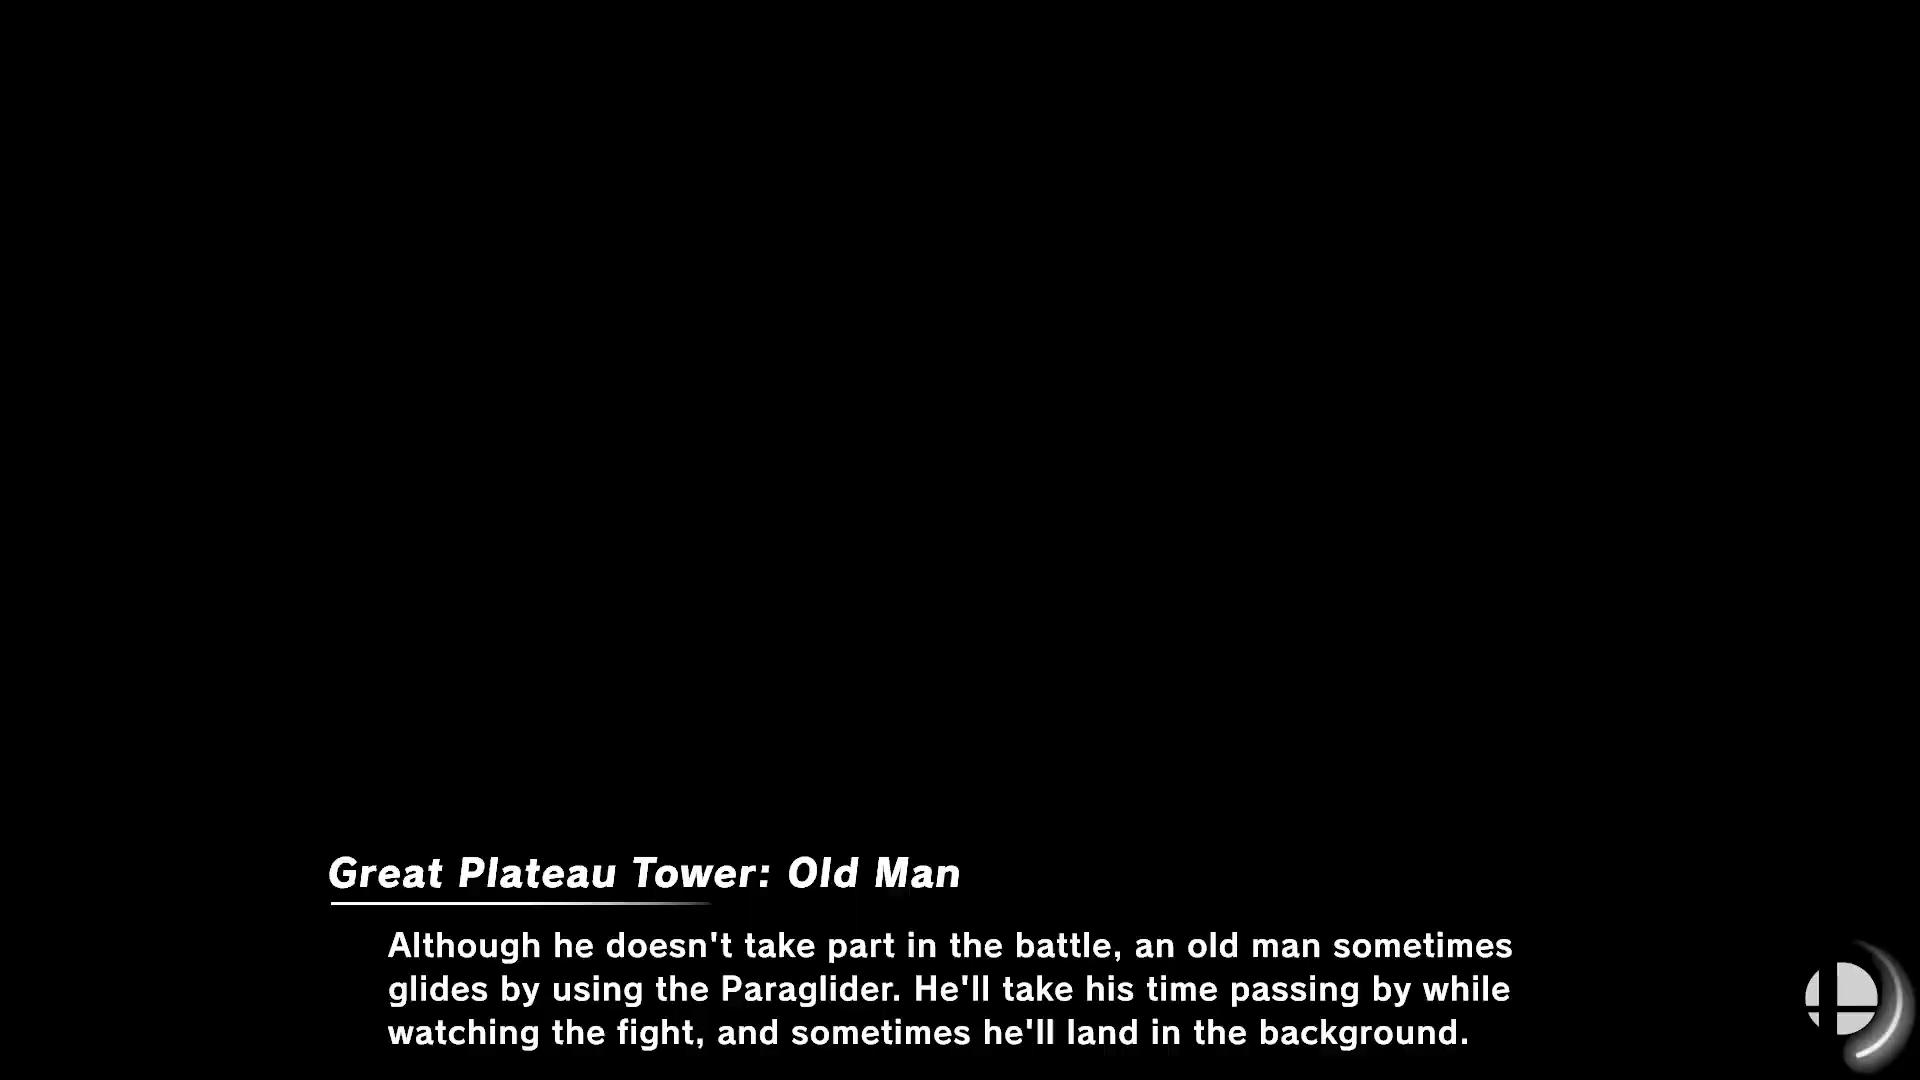 Great Plateau Tower: Old Man
Although he doesn't take part in the battle, an old man sometimes
glides by using the Paraglider. He'll take his time passing by while
watching the fight, and sometimes he'll land in the background.